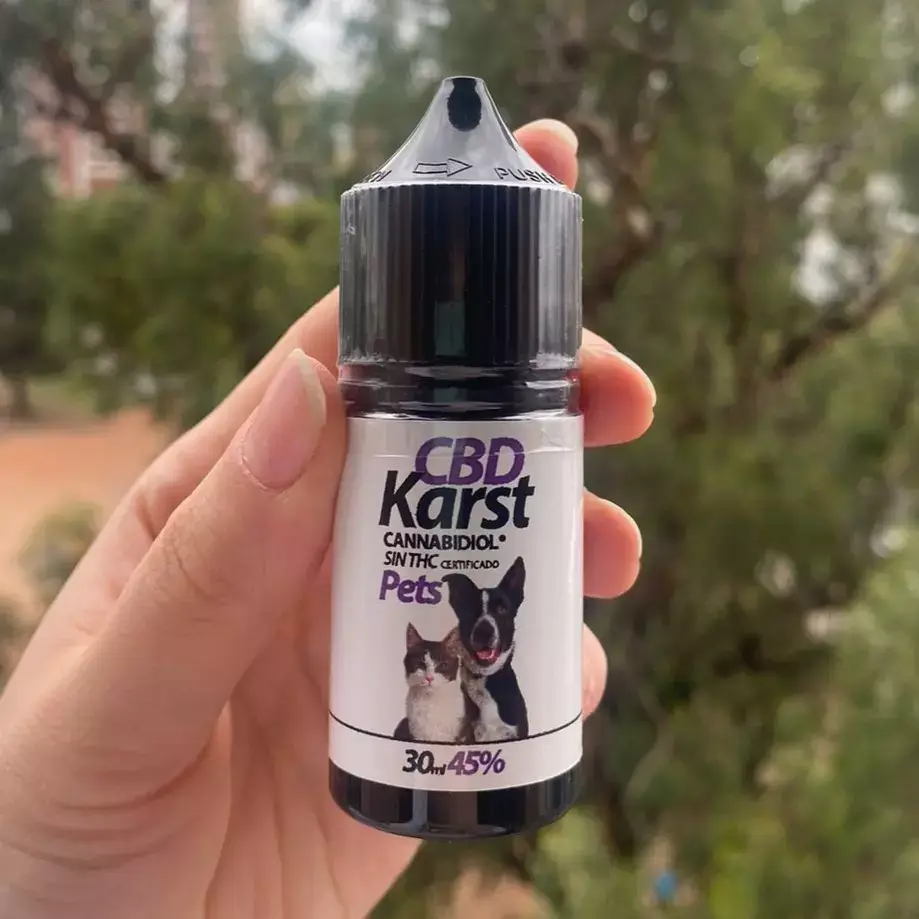 PUSH
CBD
Karst
CANNABIDIOL®
SIN THC CERTIFICADO
Pets
30ml 45%